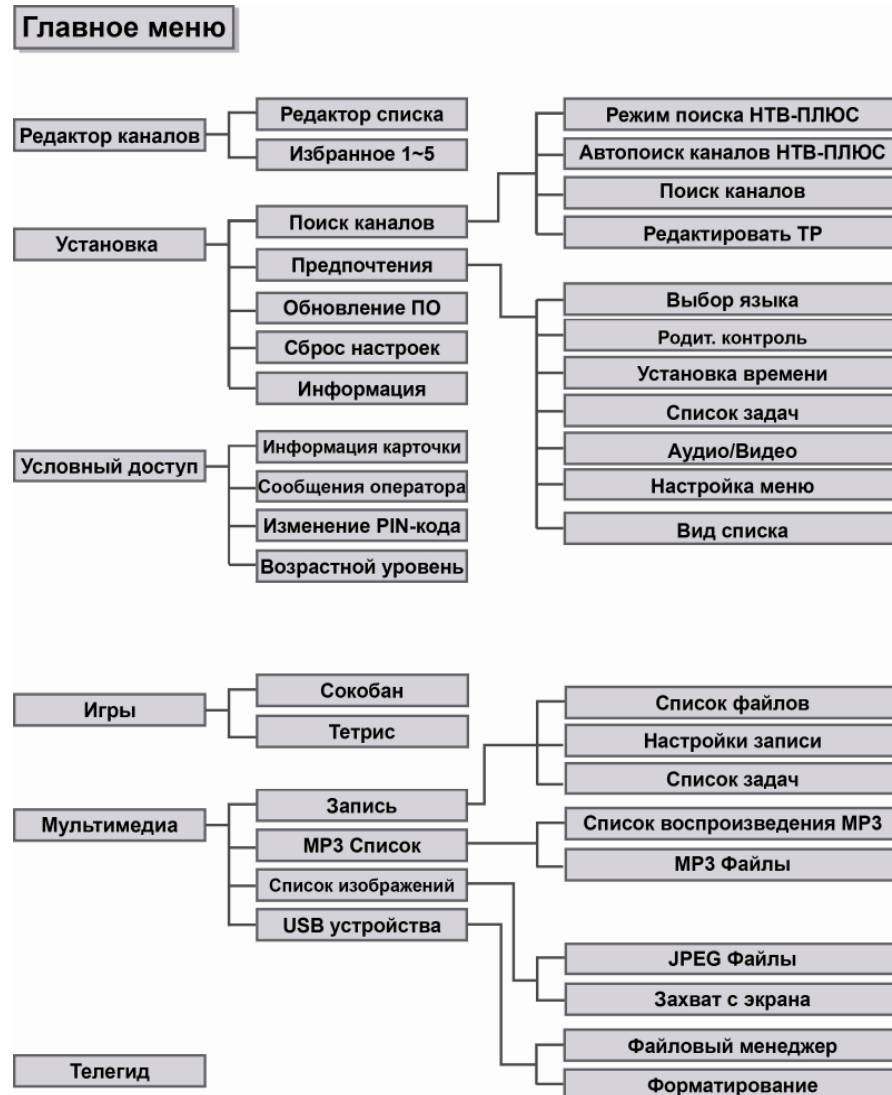 Главное меню
Редактор каналов
Редактор списка
Избранное 1~5
Установка
Поиск каналов
Режим поиска НТВ-ПЛЮС
Автопоиск каналов НТВ-ПЛЮС
Поиск каналов
Редактировать TP
Предпочтения
Выбор языка
Родит. контроль
Установка времени
Список задач
Аудио/Видео
Настройка меню
Вид списка
Обновление ПО
Сброс настроек
Информация
Условный доступ
Информация карточки
Сообщения оператора
Изменение PIN-кода
Возрастной уровень
Игры
Сокобан
Тетрис
Мультимедиа
Запись
Список файлов
Настройки записи
Список задач
MP3 Список
Список воспроизведения MP3
MP3 Файлы
Список изображений
JPEG Файлы
Захват с экрана
USB устройства
Файловый менеджер
Форматирование
Телегид